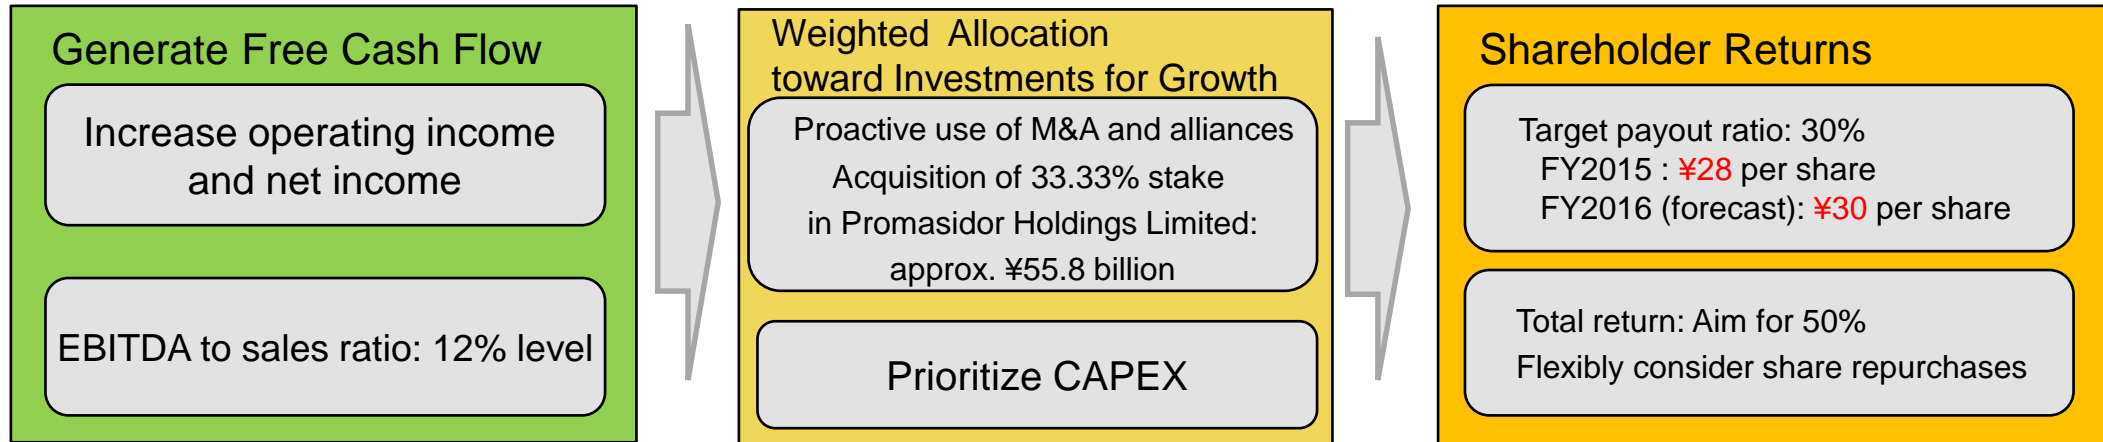 Generate Free Cash Flow
Increase operating income
and net income
EBITDA to sales ratio: 12% level
Weighted Allocation
toward Investments for Growth
Proactive use of M&A and alliances
Acquisition of 33.33% stake
in Promasidor Holdings Limited:
approx. ¥55.8 billion
Prioritize CAPEX
Shareholder Returns
Target payout ratio: 30%
FY2015 : ¥28 per share
FY2016 (forecast): ¥30 per share
Total return: Aim for 50%
Flexibly consider share repurchases